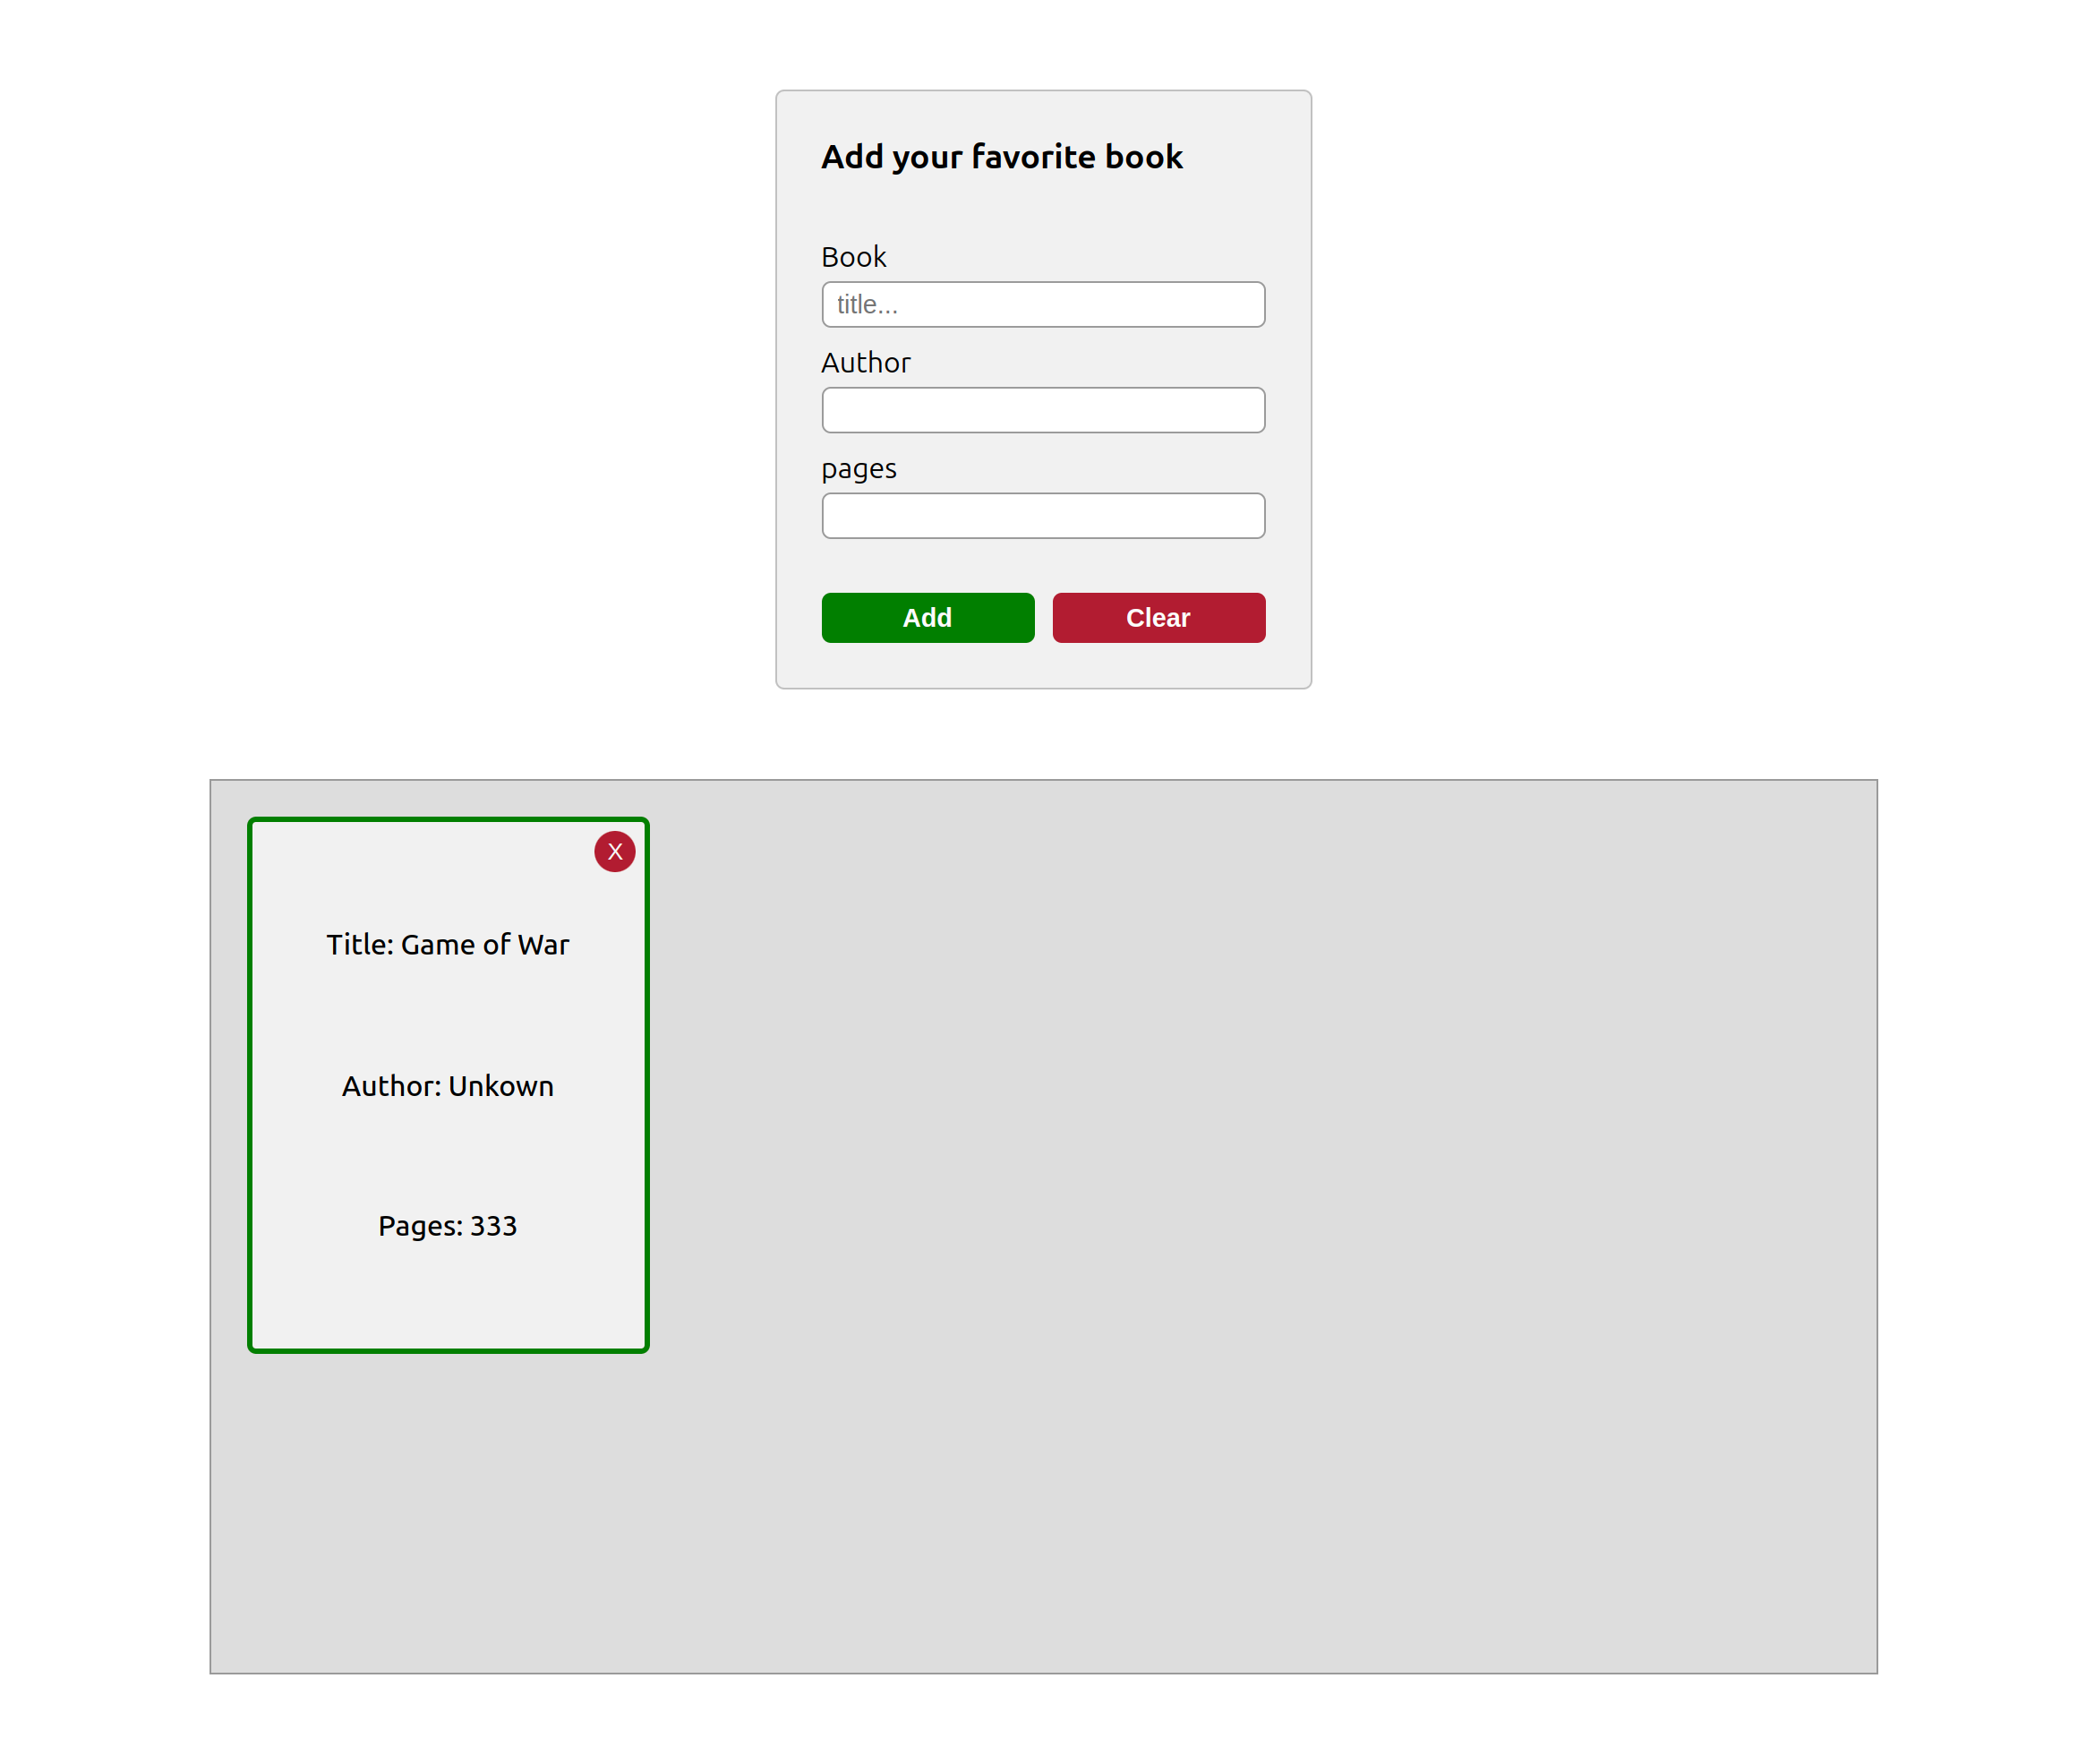 Add your favorite book
Book
title...
Author
pages
Add
Clear
X
Title: Game of War
Author: Unkown
Pages: 333